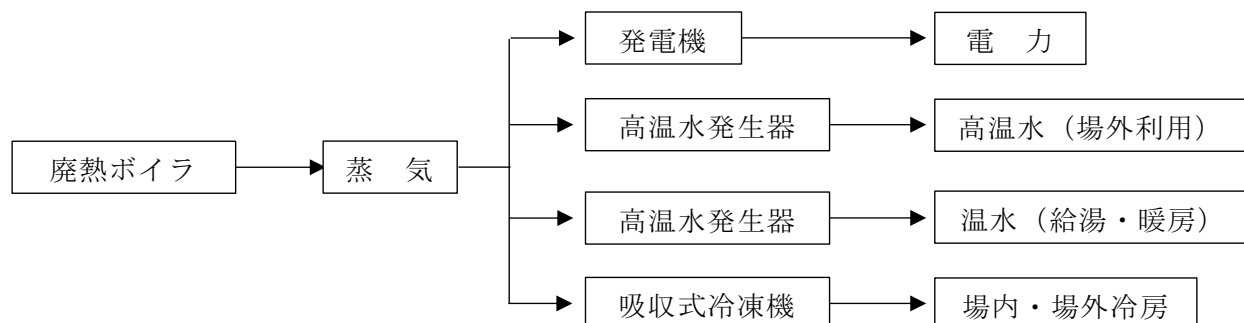 発電機
電　力
高温水発生器
高温水（場外利用）
廃熱ボイラ
蒸　気
高温水発生器
温水（給湯・暖房）
吸収式冷凍機
場内・場外冷房